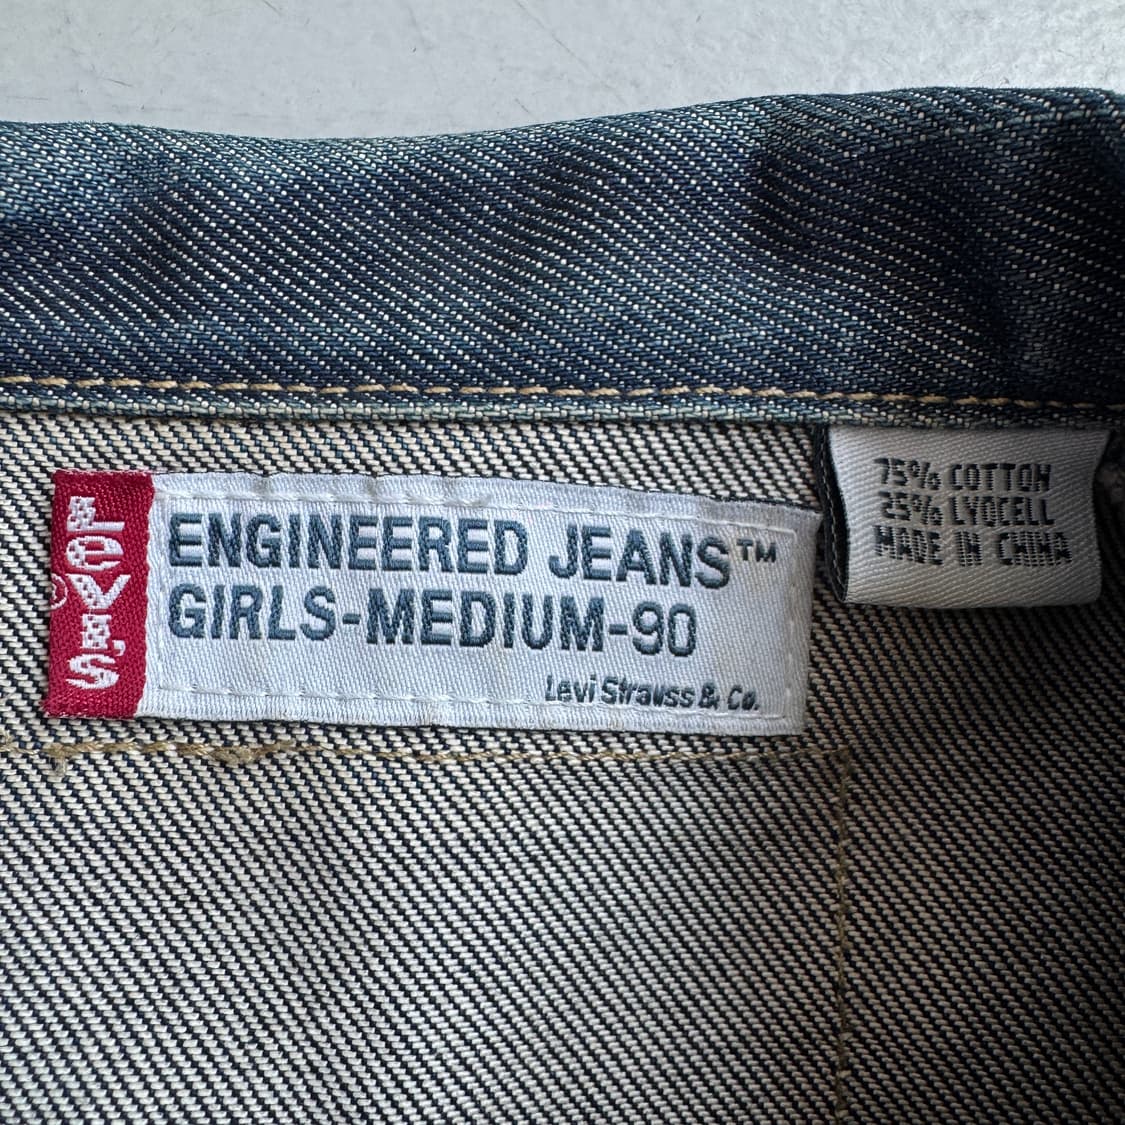 LEVI'S
®
ENGINEERED JEANS™
GIRLS-MEDIUM-90
Levi Strauss & Co.
75% COTTON
25% LYOCELL
MADE IN CHINA